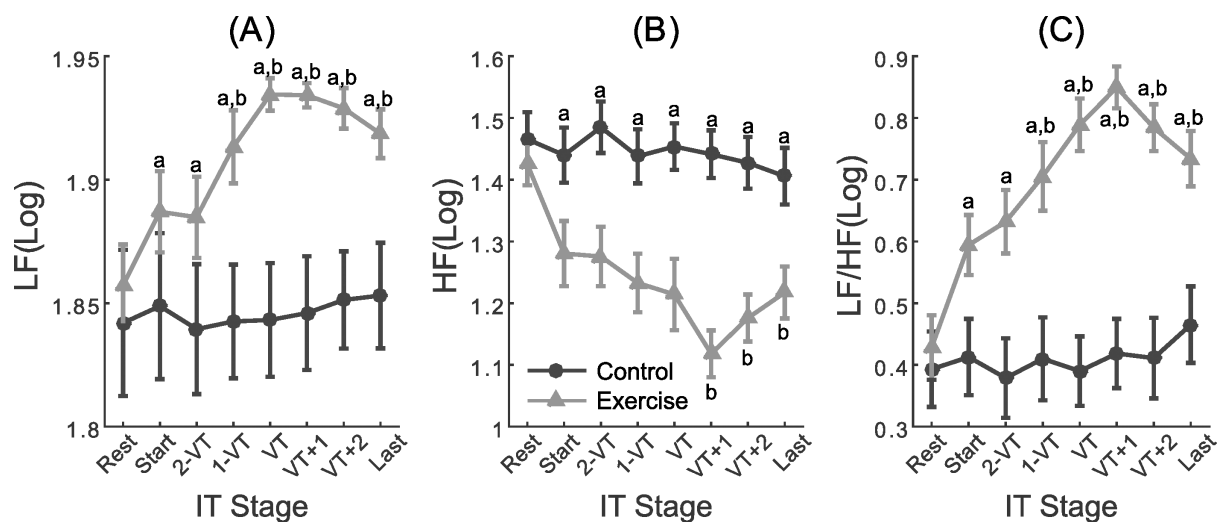 (A)
LF(Log)
1.95
1.9
1.85
1.8
a
a
a,b
a,b
a,b
a,b
a,b
Rest
Start
2-VT
1-VT
VT
VT+1
VT+2
Last
IT Stage
(B)
HF(Log)
1.6
1.5
1.4
1.3
1.2
1.1
1
a
a
a
a
a
a
a
b
b
b
Control
Exercise
Rest
Start
2-VT
1-VT
VT
VT+1
VT+2
Last
IT Stage
(C)
LF/HF(Log)
0.9
0.8
0.7
0.6
0.5
0.4
0.3
a
a
a,b
a,b
a,b
a,b
a,b
Rest
Start
2-VT
1-VT
VT
VT+1
VT+2
Last
IT Stage